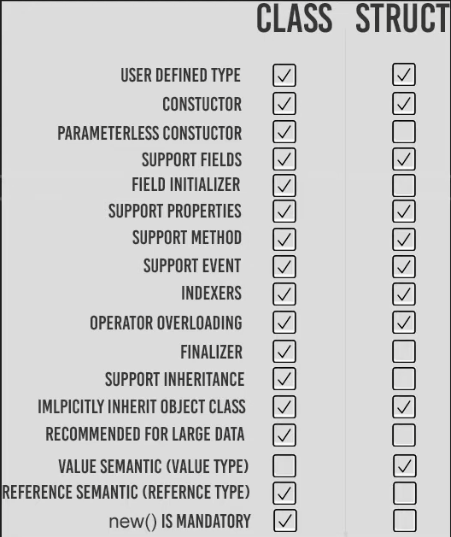 CLASS STRUCT
USER DEFINED TYPE
CONSTUCTOR
PARAMETERLESS CONSTUCTOR
SUPPORT FIELDS
FIELD INITIALIZER
SUPPORT PROPERTIES
SUPPORT METHOD
SUPPORT EVENT
INDEXERS
OPERATOR OVERLOADING
FINALIZER
SUPPORT INHERITANCE
IMLPICITLY INHERIT OBJECT CLASS
RECOMMENDED FOR LARGE DATA
VALUE SEMANTIC (VALUE TYPE)
REFERENCE SEMANTIC (REFERNCE TYPE)
new() IS MANDATORY